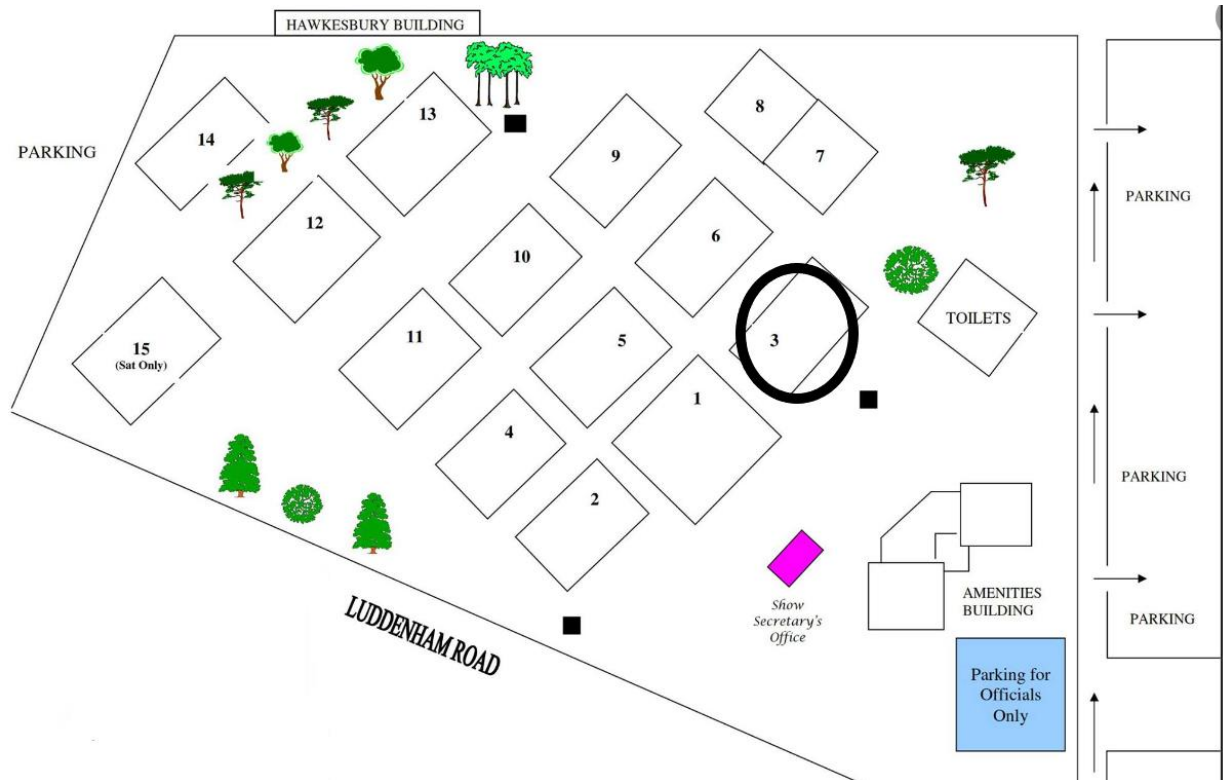 HAWKESBURY BUILDING
8
13
14
PARKING
9
7
PARKING
12
6
10
TOILETS
11
5
3
15
(Sat Only)
1
4
PARKING
2
Show
Secretary's
Office
AMENITIES
BUILDING
PARKING
LUDDENHAM ROAD
Parking for
Officials
Only